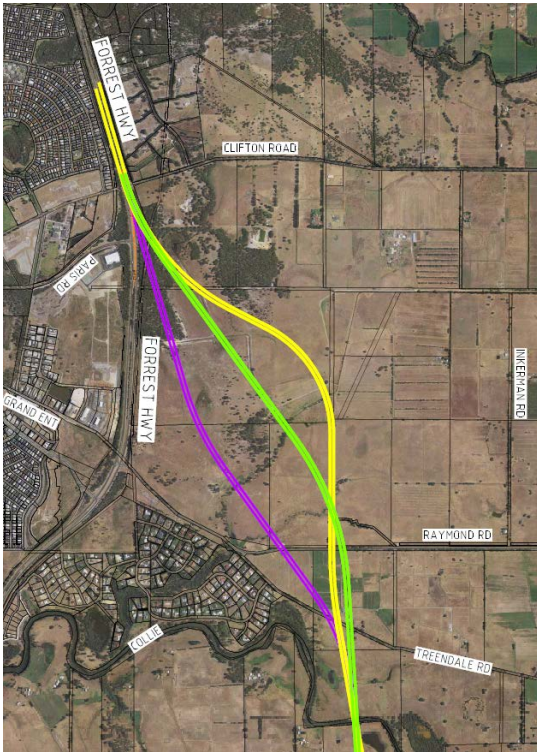 FORREST HWY
CLIFTON ROAD
PARIS RD
FORREST HWY
INKERMAN RD
GRAND ENT
RAYMOND RD
COLLIE
TREENDALE RD